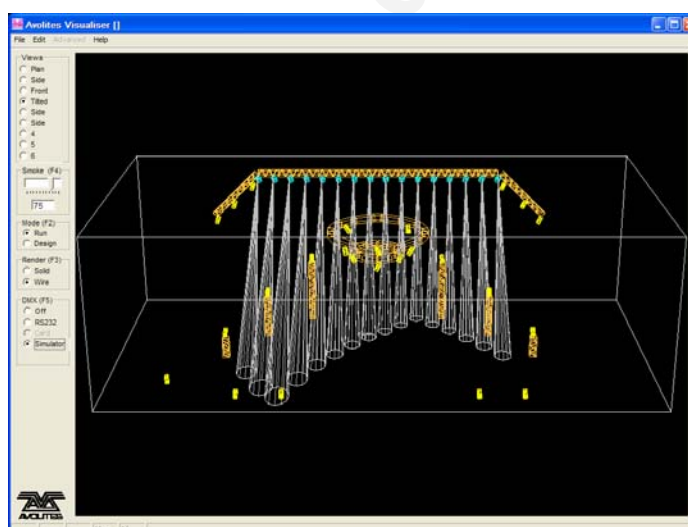 Avolites Visualiser []
File Edit Advanced Help
Views
Plan
Side
Front
Tilted
Side
Side
4
5
6
Smoke (F4)
75
Mode (F2)
Run
Design
Render (F3)
Solid
Wire
DMX (F5)
Off
RS232
Card
Simulator
AVOLITES